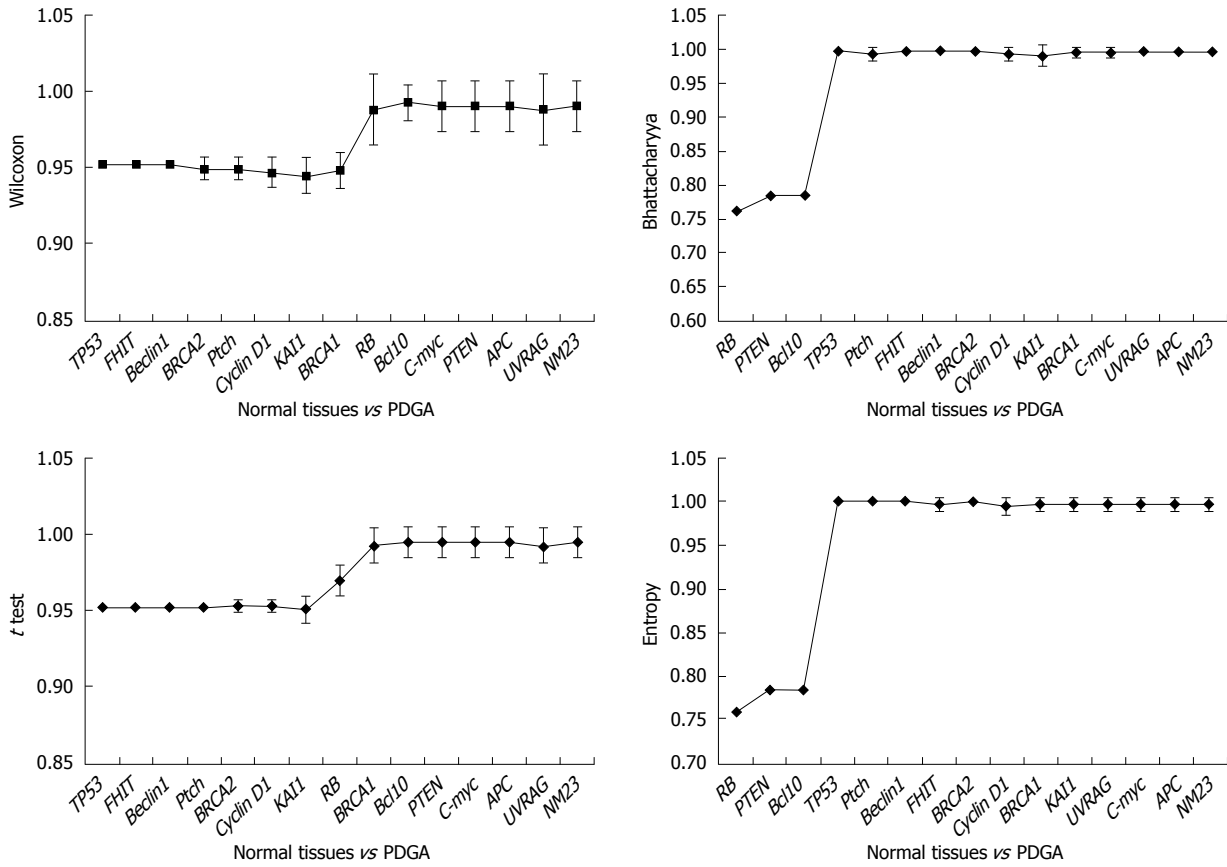 Wilcoxon
1.05
1.00
0.95
0.90
0.85
TP53 FHIT Beclin1 BRCA2 Ptch Cyclin D1 KAI1 BRCA1 RB Bcl10 C-myc PTEN APC UVRAG NM23
Normal tissues vs PDGA
Bhattacharyya
1.05
1.00
0.95
0.90
0.85
0.80
0.75
0.70
0.65
0.60
RB PTEN Bcl10 TP53 Ptch FHIT Beclin1 BRCA2 Cyclin D1 KAI1 BRCA1 C-myc UVRAG APC NM23
Normal tissues vs PDGA
t test
1.05
1.00
0.95
0.90
0.85
TP53 FHIT Beclin1 Ptch BRCA2 Cyclin D1 KAI1 RB BRCA1 Bcl10 PTEN C-myc APC UVRAG NM23
Normal tissues vs PDGA
Entropy
1.05
1.00
0.95
0.90
0.85
0.80
0.75
0.70
RB PTEN Bcl10 TP53 Ptch Beclin1 FHIT BRCA2 Cyclin D1 BRCA1 KAI1 UVRAG C-myc APC NM23
Normal tissues vs PDGA